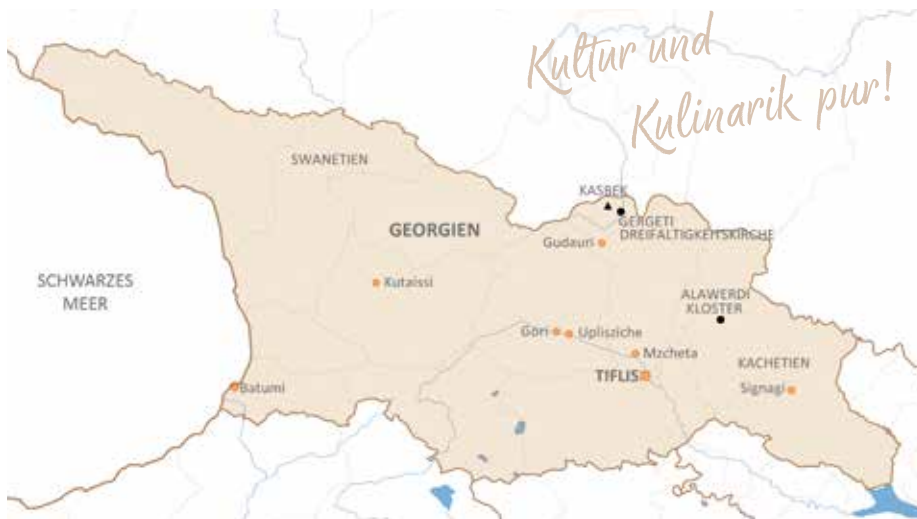 Kultur und
Kulinarik pur!
SWANETIEN
KASBEK
GERGETI
DREIFALTIGKEITSKIRCHE
GEORGIEN
Gudauri
SCHWARZES
MEER
Kutaissi
ALAWERDI
KLOSTER
Gori
Uplisziche
Mzcheta
KACHETIEN
TIFLIS
Signagi
Batumi